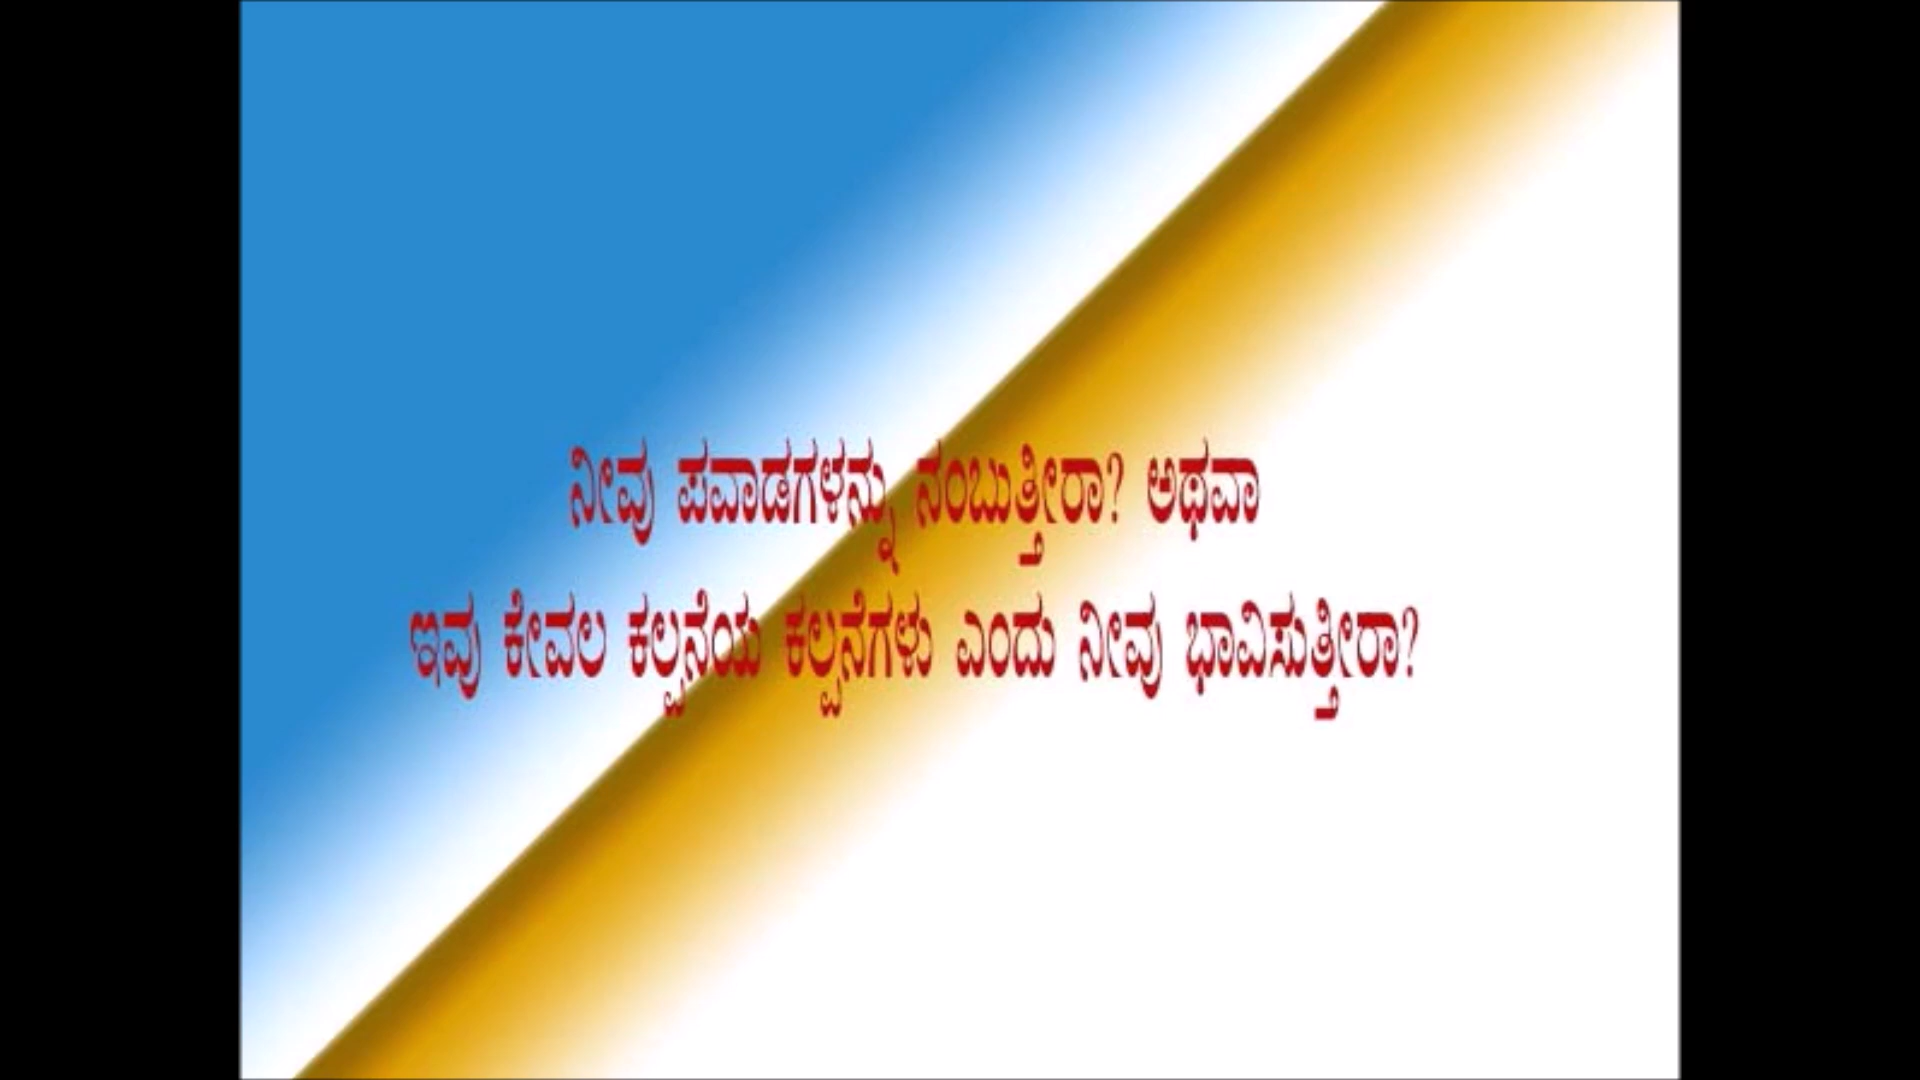 ನೀವು ಪವಾಡಗಳನ್ನು ನಂಬುತ್ತೀರಾ? ಅಥವಾ
ಇವು ಕೇವಲ ಕಲ್ಪನೆಯ ಕಲ್ಪನೆಗಳು ಎಂದು ನೀವು ಭಾವಿಸುತ್ತೀರಾ?